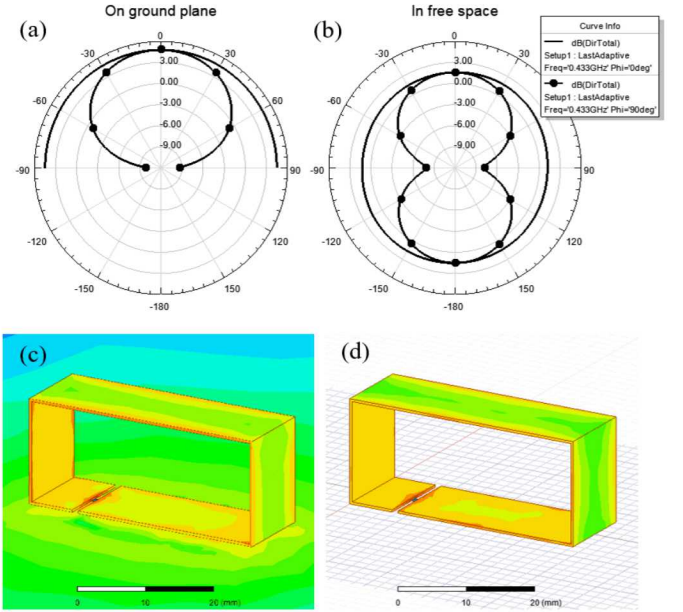 On ground plane
In free space
(a)
(b)
Curve Info
dB(DirTotal)
Setup1 : LastAdaptive
Freq='0.433GHz' Phi='0deg'
dB(DirTotal)
Setup1 : LastAdaptive
Freq='0.433GHz' Phi='90deg'
0
-30
30
3.00
0.00
-60
60
-3.00
-6.00
-9.00
-90
90
-120
120
-150
150
-180
0
-30
30
3.00
0.00
-60
-3.00
-6.00
-9.00
-90
90
-120
120
-150
150
-180
(c)
(d)
0
10
20 (mm)
0
10
20 (mm)